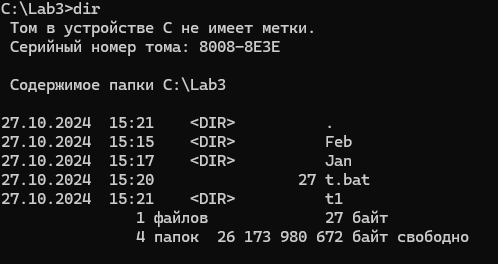 C:\Lab3>dir
Том в устройстве C не имеет метки.
Серийный номер тома: 8008-8E3E
Содержимое папки C:\Lab3
27.10.2024  15:21    <DIR>          .
27.10.2024  15:15    <DIR>          Feb
27.10.2024  15:17    <DIR>          Jan
27.10.2024  15:20                27 t.bat
27.10.2024  15:21    <DIR>          t1
1 файлов             27 байт
4 папок  26 173 980 672 байт свободно